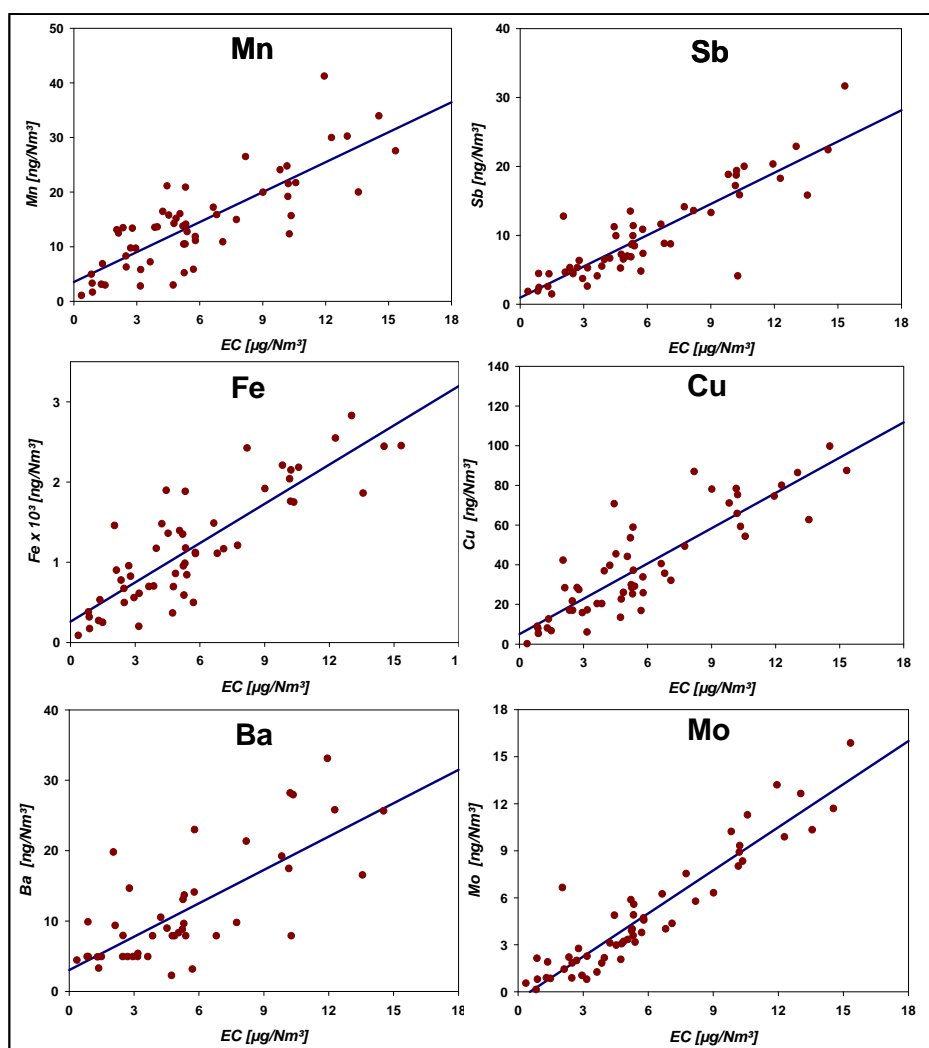 Mn
Mn [ng/Nm³]
50
40
30
20
10
0
0 3 6 9 12 15 18
EC [µg/Nm³]
Sb
Sb [ng/Nm³]
40
30
20
10
0
0 3 6 9 12 15 18
EC [µg/Nm³]
Fe
Fe x 10³ [ng/Nm³]
3
2
1
0
0 3 6 9 12 15 1
EC [µg/Nm³]
Cu
Cu [ng/Nm³]
140
120
100
80
60
40
20
0
0 3 6 9 12 15 18
EC [µg/Nm³]
Ba
Ba [ng/Nm³]
40
30
20
10
0
0 3 6 9 12 15 18
EC [µg/Nm³]
Mo
Mo [ng/Nm³]
18
15
12
9
6
3
0
0 3 6 9 12 15 18
EC [µg/Nm³]